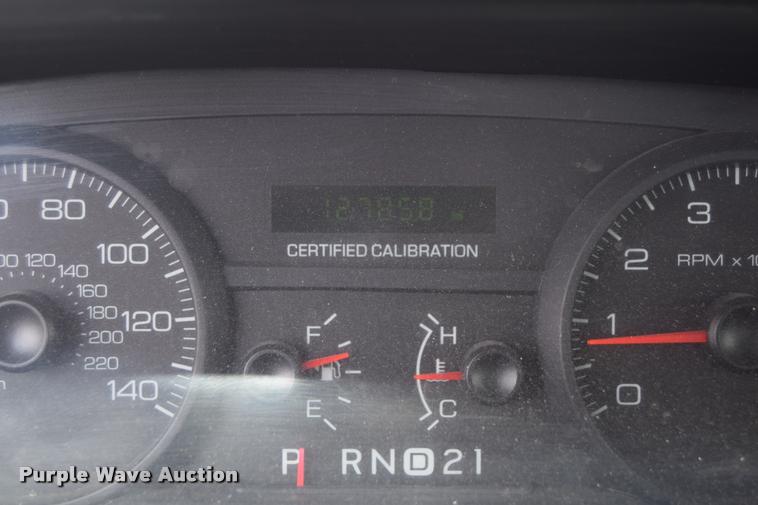 127858
CERTIFIED CALIBRATION
80
100
120
140
120
140
160
180
200
220
F
E
H
C
3
2
1
0
RPM x 10
P RND21
Purple Wave Auction